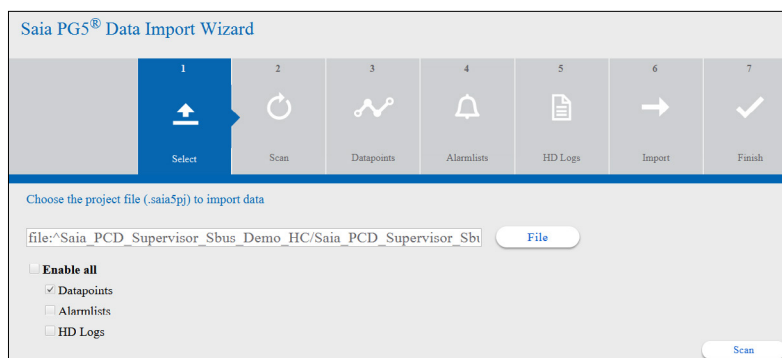 Saia PG5® Data Import Wizard
1 2 3 4 5 6 7
Select Scan Datapoints Alarmlists HD Logs Import Finish
Choose the project file (.saia5pj) to import data
file:^Saia_PCD_Supervisor_Sbus_Demo_HC/Saia_PCD_Supervisor_Sbu File
Enable all
Datapoints
Alarmlists
HD Logs
Scan